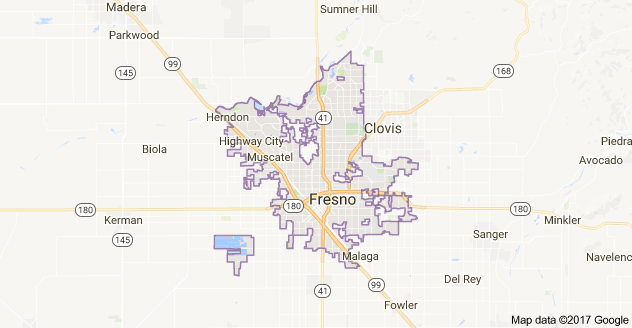 Madera
Sumner Hill
Parkwood
99
145
168
Herndon
41
Clovis
Highway City
Biola
Muscatel
Piedra
Avocado
Fresno
180
180
180
Kerman
Minkler
145
Sanger
Malaga
Navelenc
Del Rey
41
99
Fowler
Map data ©2017 Google